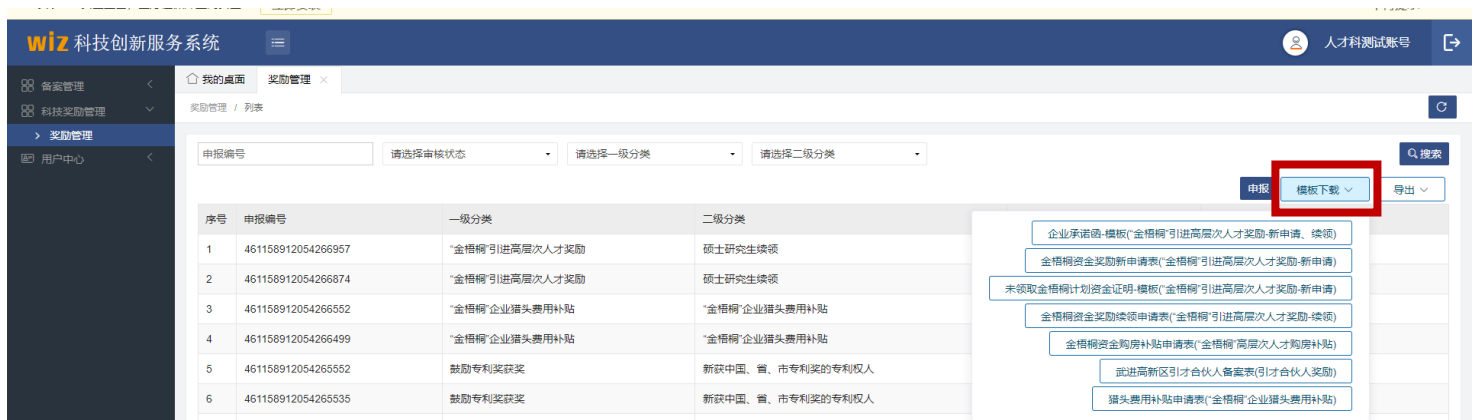 wiz 科技创新服务系统
人才科测试账号
备案管理
科技奖励管理
奖励管理
用户中心
我的桌面 奖励管理 ×
奖励管理 / 列表
申报编号 请选择审核状态 请选择一级分类 请选择二级分类 搜索
申报 模板下载 导出
序号 申报编号 一级分类 二级分类
1 461158912054266957 “金梧桐”引进高层次人才奖励 硕士研究生续领
2 461158912054266874 “金梧桐”引进高层次人才奖励 硕士研究生续领
3 461158912054266552 “金梧桐”企业猎头费用补贴 “金梧桐”企业猎头费用补贴
4 461158912054266499 “金梧桐”企业猎头费用补贴 “金梧桐”企业猎头费用补贴
5 461158912054265552 鼓励专利奖获奖 新获中国、省、市专利奖的专利权人
6 461158912054265535 鼓励专利奖获奖 新获中国、省、市专利奖的专利权人
企业承诺函-模板(“金梧桐”引进高层次人才奖励-新申请、续领)
金梧桐资金奖励新申请表(“金梧桐”引进高层次人才奖励-新申请)
未领取金梧桐计划资金证明-模板(“金梧桐”引进高层次人才奖励-新申请)
金梧桐资金奖励续领申请表(“金梧桐”引进高层次人才奖励-续领)
金梧桐资金购房补贴申请表(“金梧桐”高层次人才购房补贴)
武进高新区引才合伙人备案表(引才合伙人奖励)
猎头费用补贴申请表(“金梧桐”企业猎头费用补贴)